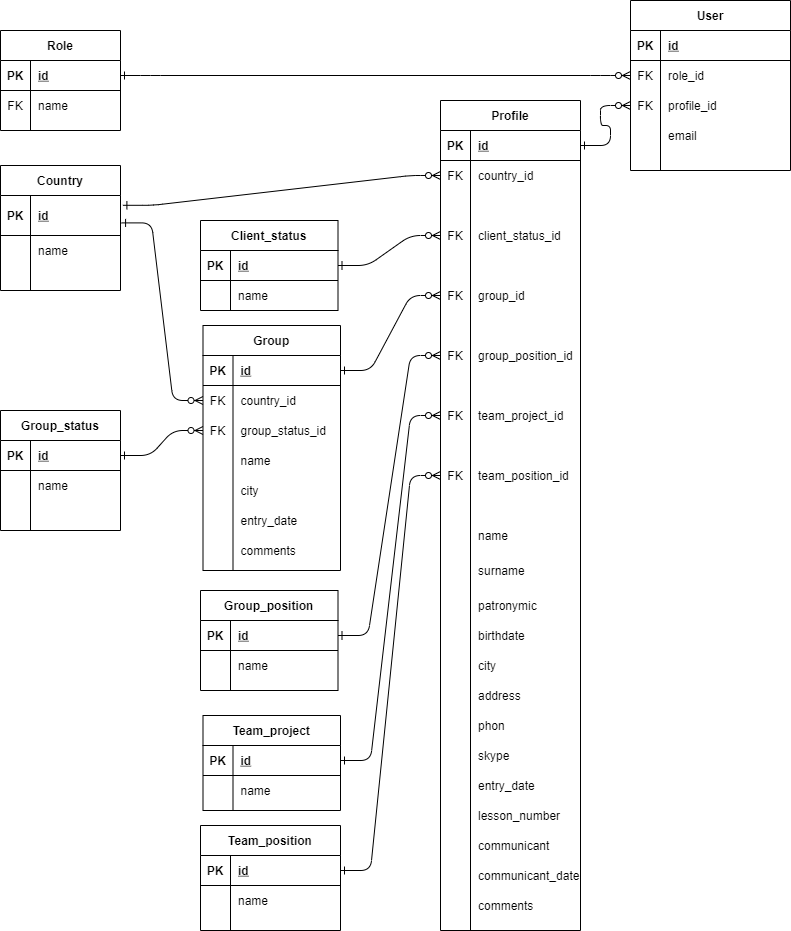 User
PK id
FK role_id
FK profile_id
email
Role
PK id
FK name
Profile
PK id
FK country_id
FK client_status_id
FK group_id
FK group_position_id
FK team_project_id
FK team_position_id
name
surname
patronymic
birthdate
city
address
phon
skype
entry_date
lesson_number
communicant
communicant_date
comments
Country
PK id
name
Client_status
PK id
name
Group
PK id
FK country_id
FK group_status_id
name
city
entry_date
comments
Group_status
PK id
name
Group_position
PK id
name
Team_project
PK id
name
Team_position
PK id
name